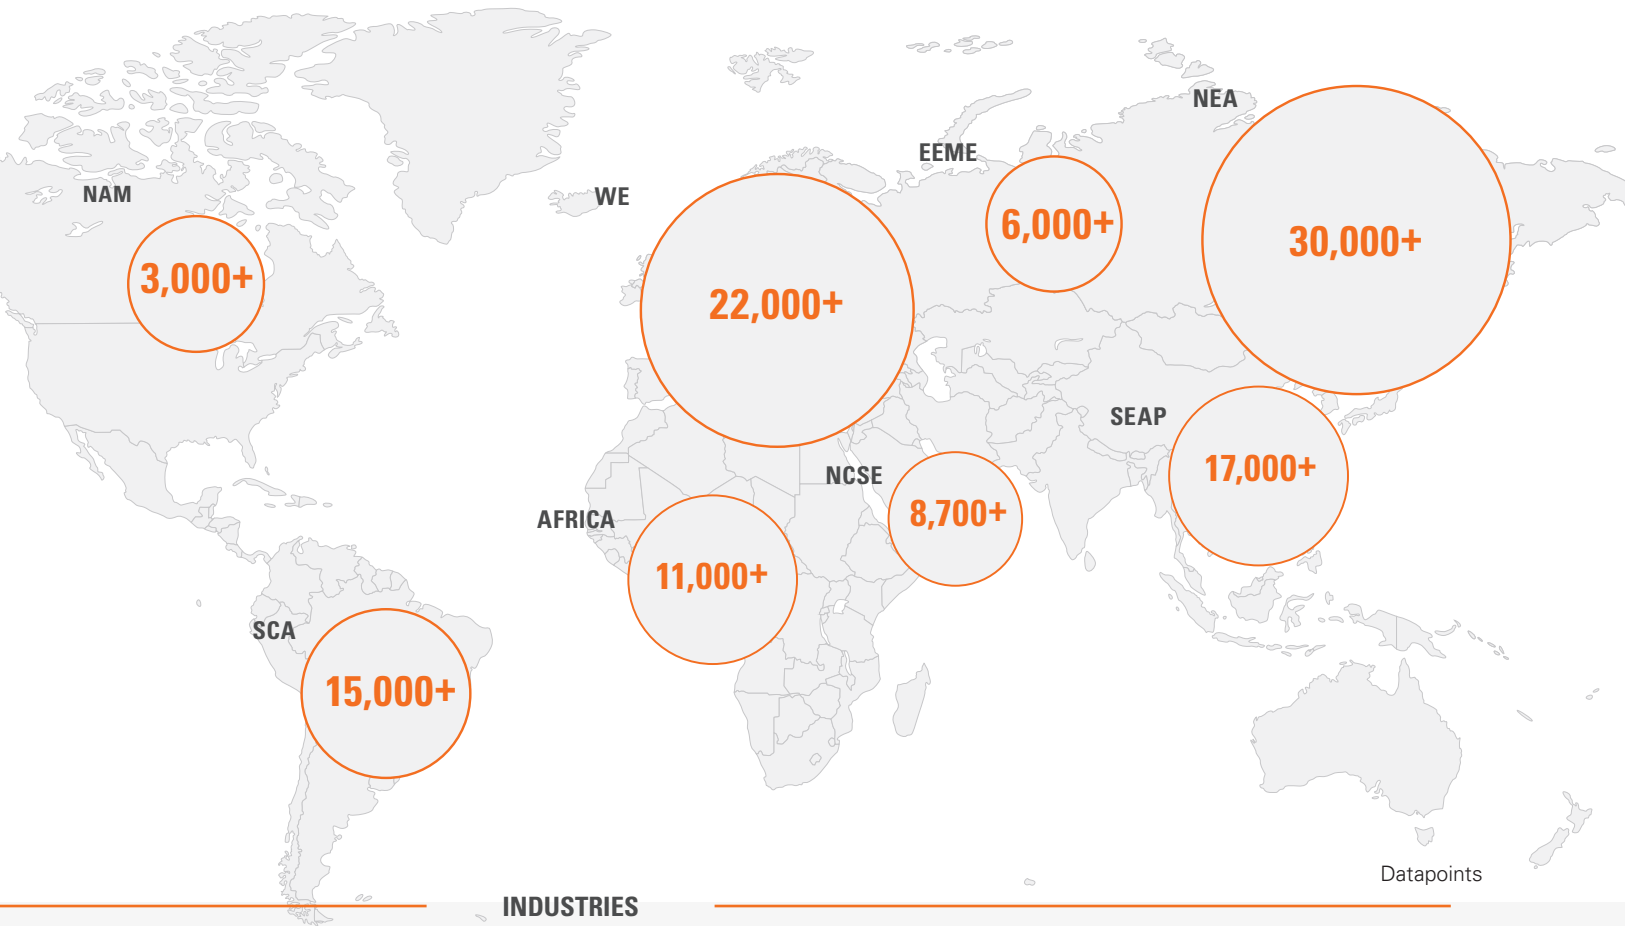 NEA
EEME
NAM
WE
6,000+
30,000+
3,000+
22,000+
SEAP
17,000+
NCSE
8,700+
AFRICA
11,000+
SCA
15,000+
Datapoints
INDUSTRIES